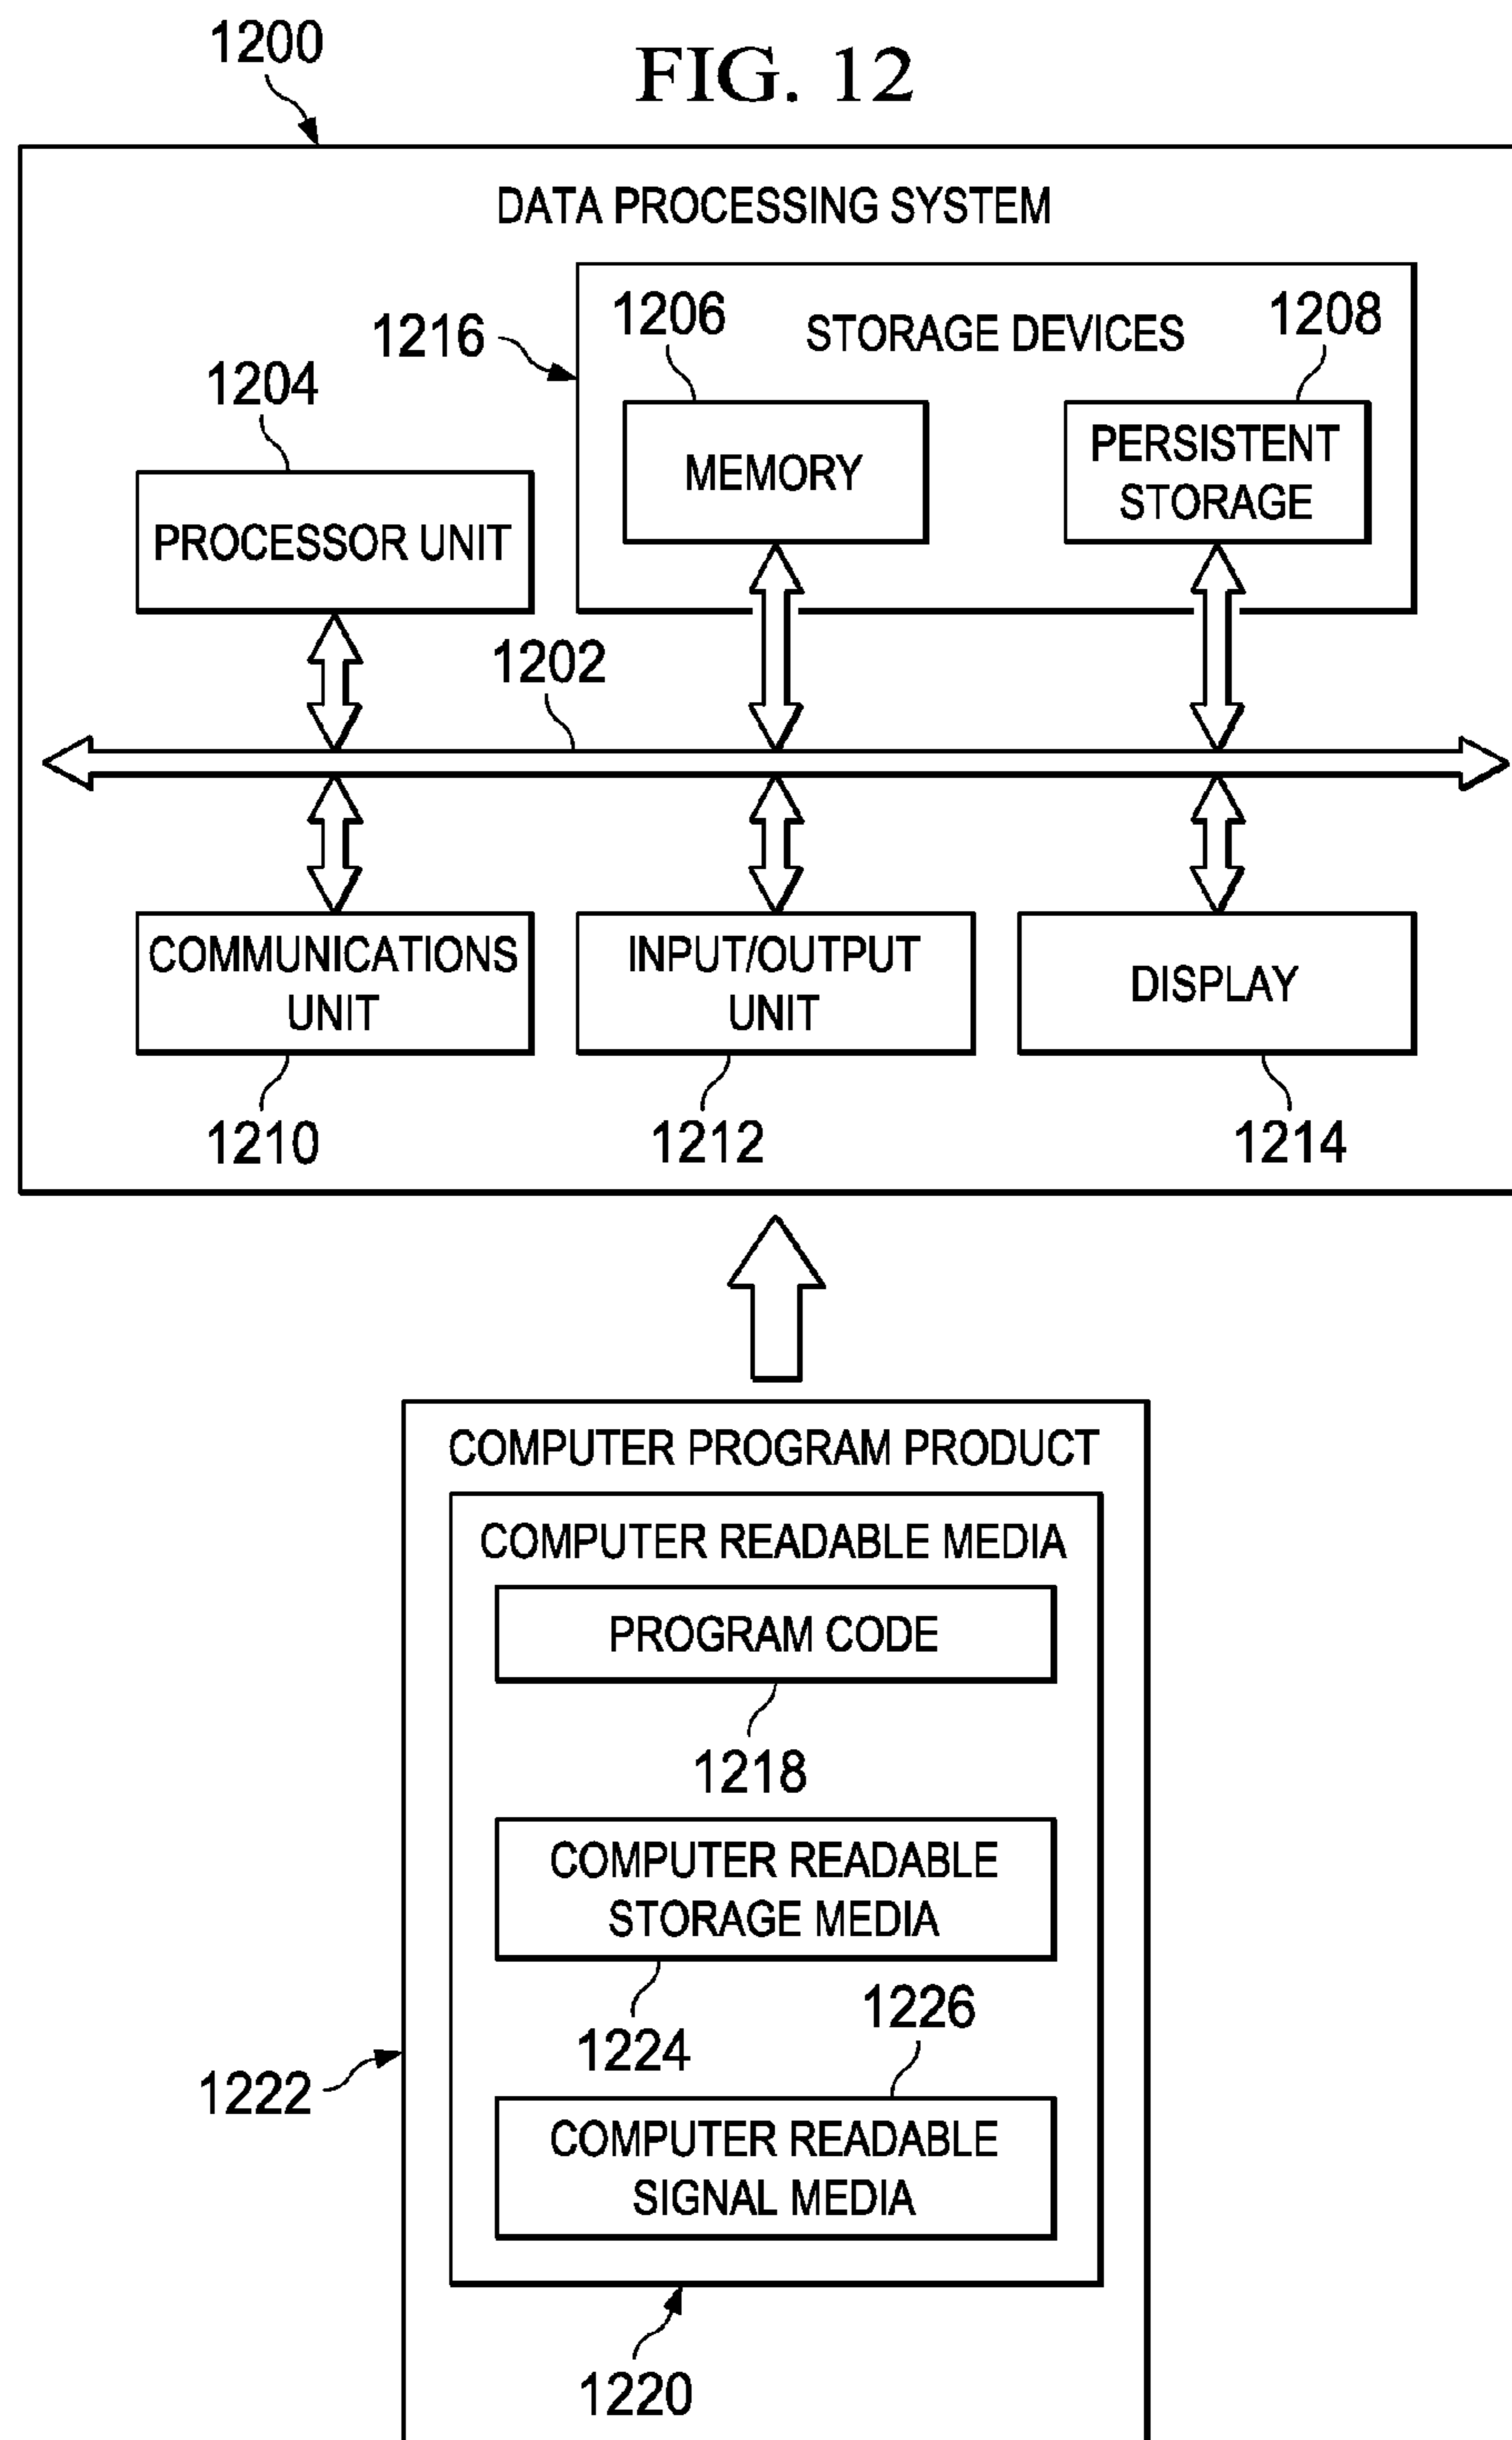 1200
FIG. 12
DATA PROCESSING SYSTEM
1216
1206
STORAGE DEVICES
1208
1204
MEMORY
PERSISTENT
STORAGE
PROCESSOR UNIT
1202
COMMUNICATIONS
UNIT
INPUT/OUTPUT
UNIT
DISPLAY
1210
1212
1214
COMPUTER PROGRAM PRODUCT
COMPUTER READABLE MEDIA
PROGRAM CODE
1218
COMPUTER READABLE
STORAGE MEDIA
1224
1226
1222
COMPUTER READABLE
SIGNAL MEDIA
1220